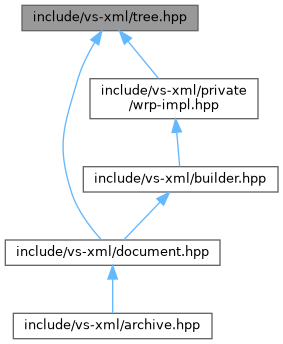 include/vs-xml/tree.hpp
include/vs-xml/private
/wrp-impl.hpp
include/vs-xml/builder.hpp
include/vs-xml/document.hpp
include/vs-xml/archive.hpp